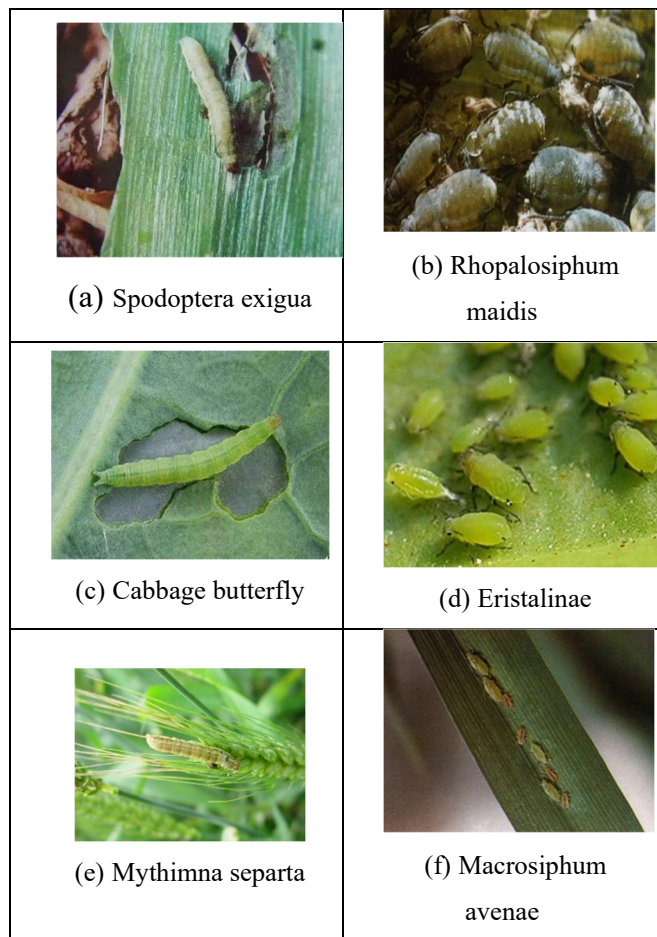 (a) Spodoptera exigua
(b) Rhopalosiphum
maidis
(c) Cabbage butterfly
(d) Eristalinae
(e) Mythimna separta
(f) Macrosiphum
avenae